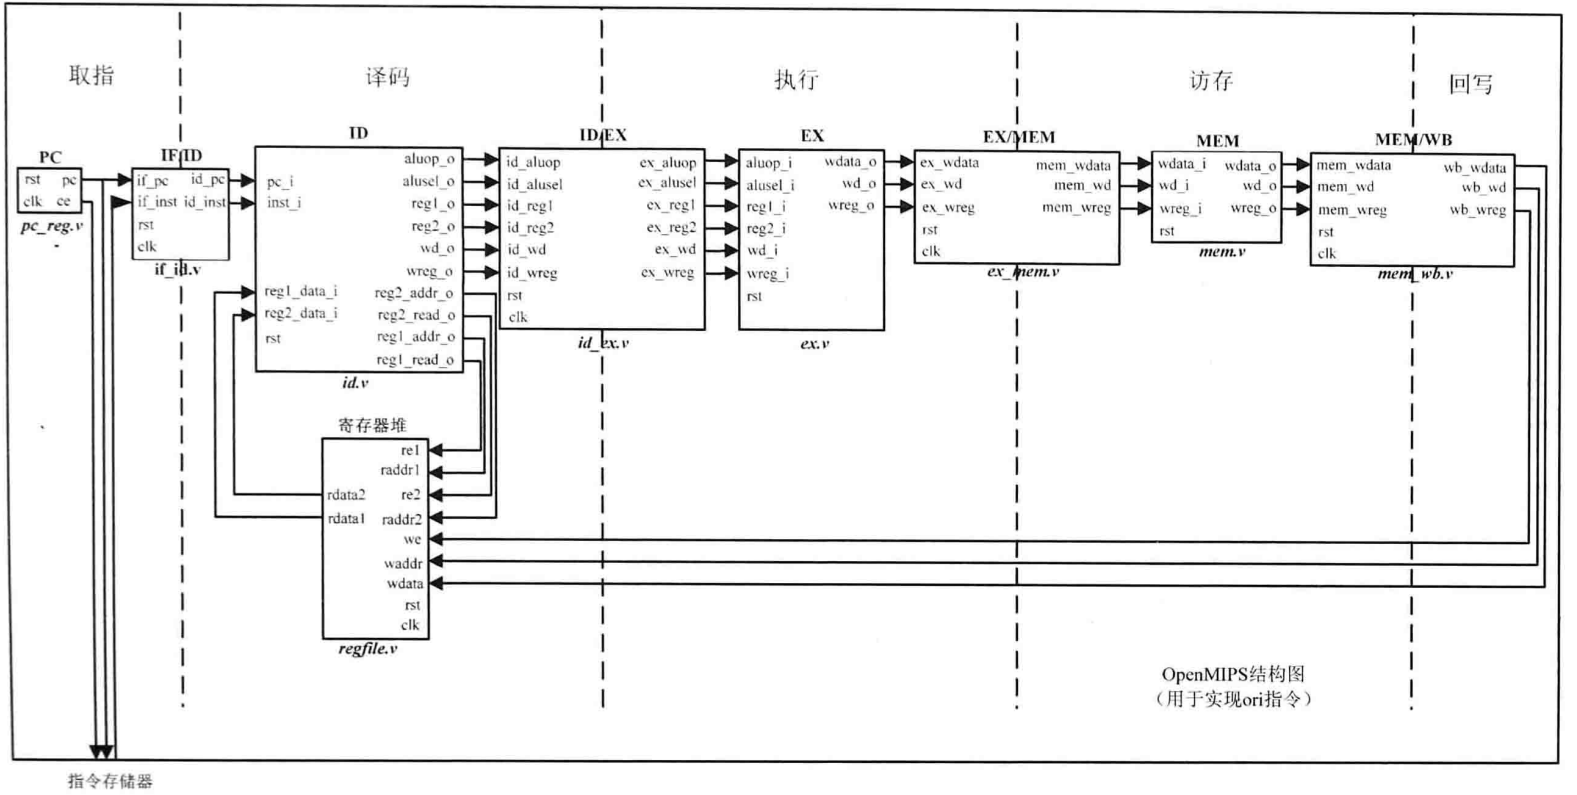 取指
译码
执行
访存
回写
PC
rst pc
clk ce
pc_reg.v
IF/ID
if_pc id_pc
if_inst id_inst
rst
clk
if_id.v
ID
aluop_o
pc_i alusel_o
inst_i reg1_o
reg2_o
wd_o
wreg_o
reg1_data_i reg2_addr_o
reg2_data_i reg2_read_o
rst reg1_addr_o
reg1_read_o
id.v
ID/EX
id_aluop ex_aluop
id_alusel ex_alusel
id_reg1 ex_reg1
id_reg2 ex_reg2
id_wd ex_wd
id_wreg ex_wreg
rst
clk
id_ex.v
EX
aluop_i wdata_o
alusel_i wd_o
reg1_i wreg_o
reg2_i
wd_i
wreg_i
rst
ex.v
EX/MEM
ex_wdata mem_wdata
ex_wd mem_wd
ex_wreg mem_wreg
rst
clk
ex_mem.v
MEM
wdata_i wdata_o
wd_i wd_o
wreg_i wreg_o
rst
mem.v
MEM/WB
mem_wdata wb_wdata
mem_wd wb_wd
mem_wreg wb_wreg
rst
clk
mem_wb.v
寄存器堆
re1
raddr1
rdata2 re2
rdata1 raddr2
we
waddr
wdata
rst
clk
regfile.v
OpenMIPS结构图
（用于实现ori指令）
指令存储器